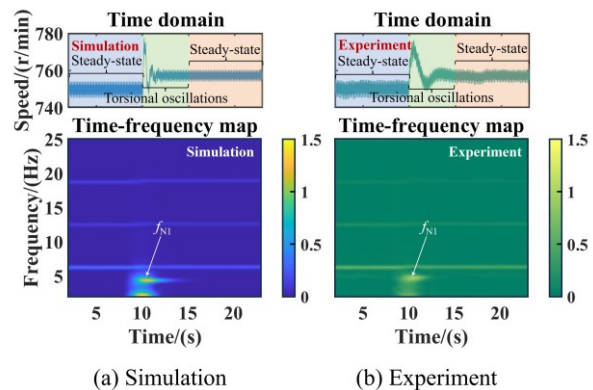 Time domain
Speed/(r/min)
780
760
740
Simulation
Steady-state
Steady-state
Torsional oscillations
Time-frequency map
Frequency/(Hz)
25
20
15
10
5
Simulation
f_N1
1.5
1
0.5
0
5 10 15 20
Time/(s)
(a) Simulation
Time domain
Experiment
Steady-state
Steady-state
Torsional oscillations
Time-frequency map
Experiment
f_N1
1.5
1
0.5
0
5 10 15 20
Time/(s)
(b) Experiment